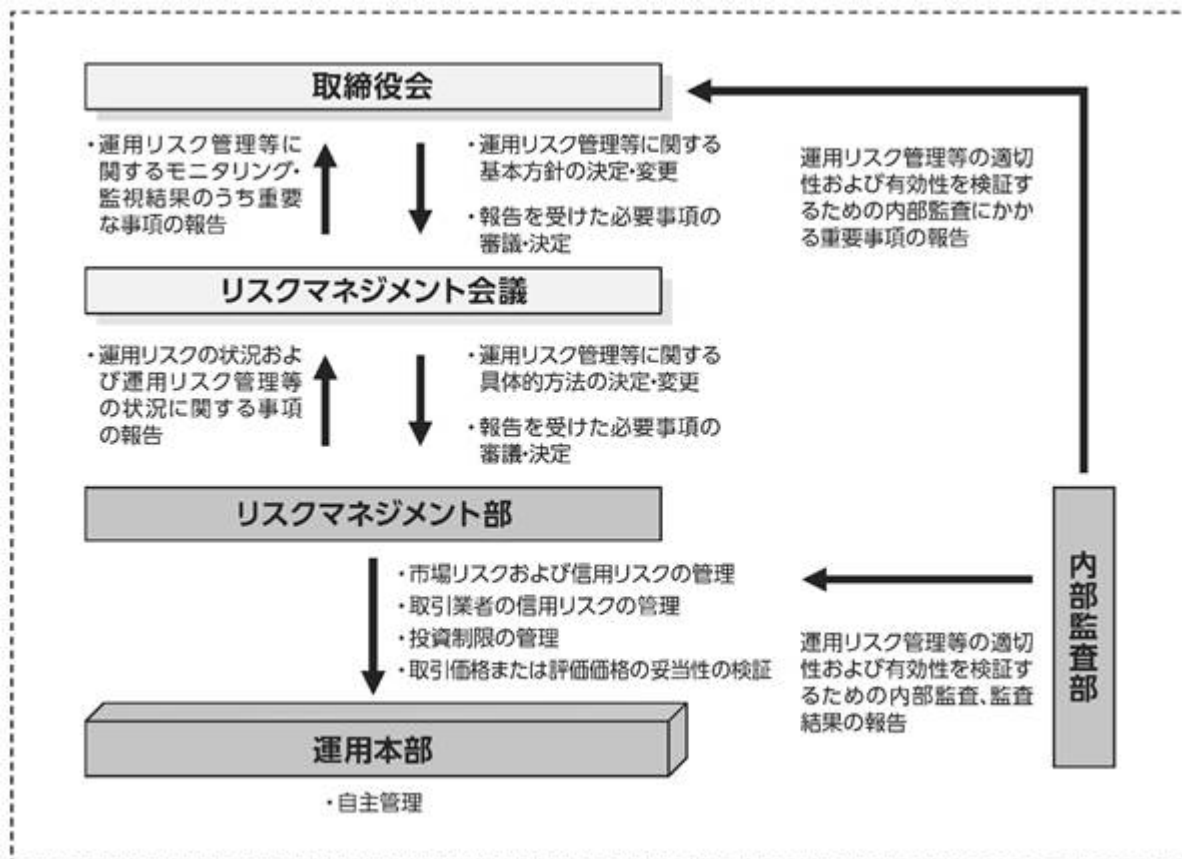 取締役会
・運用リスク管理等に
関するモニタリング・
監視結果のうち重要
な事項の報告
・運用リスク管理等に関する
基本方針の決定・変更
・報告を受けた必要事項の
審議・決定
運用リスク管理等の適切
性および有効性を検証す
るための内部監査にかか
る重要事項の報告
リスクマネジメント会議
・運用リスクの状況およ
び運用リスク管理等
の状況に関する事項
の報告
・運用リスク管理等に関する
具体的方法の決定・変更
・報告を受けた必要事項の
審議・決定
リスクマネジメント部
・市場リスクおよび信用リスクの管理
・取引業者の信用リスクの管理
・投資制限の管理
・取引価格または評価価格の妥当性の検証
内部監査部
運用リスク管理等の適切
性および有効性を検証す
るための内部監査、監査
結果の報告
運用本部
・自主管理